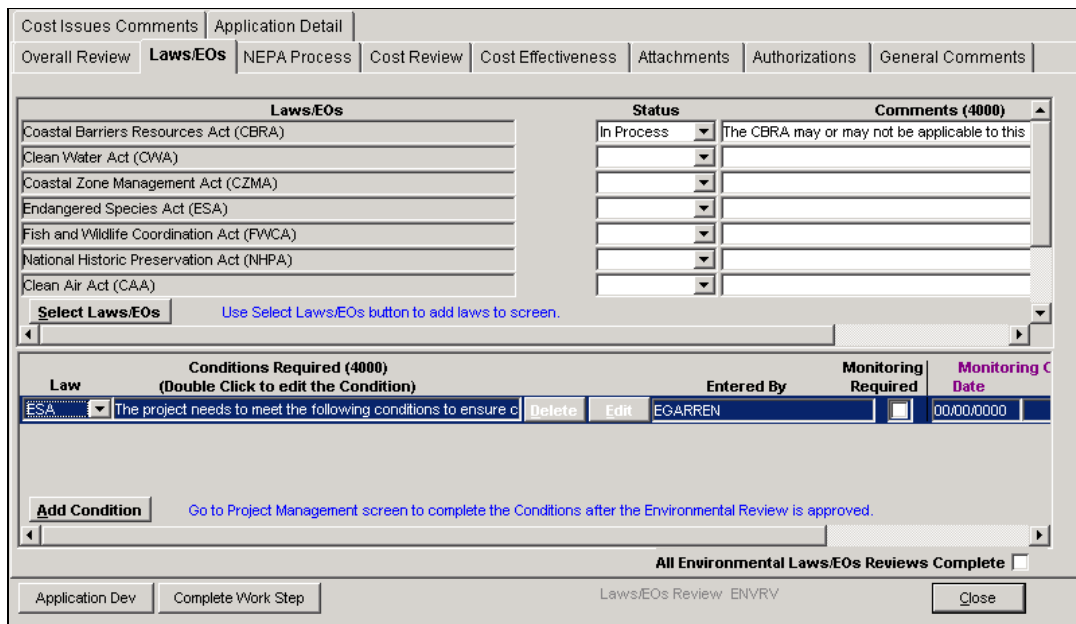 Cost Issues Comments Application Detail
Overall Review Laws/EOs NEPA Process Cost Review Cost Effectiveness Attachments Authorizations General Comments
Laws/EOs Status Comments (4000)
Coastal Barriers Resources Act (CBRA) In Process The CBRA may or may not be applicable to this
Clean Water Act (CWA)
Coastal Zone Management Act (CZMA)
Endangered Species Act (ESA)
Fish and Wildlife Coordination Act (FWCA)
National Historic Preservation Act (NHPA)
Clean Air Act (CAA)
Select Laws/EOs Use Select Laws/EOs button to add laws to screen.
Conditions Required (4000) Monitoring Monitoring C
Law (Double Click to edit the Condition) Entered By Required Date
ESA The project needs to meet the following conditions to ensure c Delete Edit EGARREN 00/00/0000
Add Condition Go to Project Management screen to complete the Conditions after the Environmental Review is approved.
All Environmental Laws/EOs Reviews Complete
Application Dev Complete Work Step Laws/EOs Review ENVRV Close